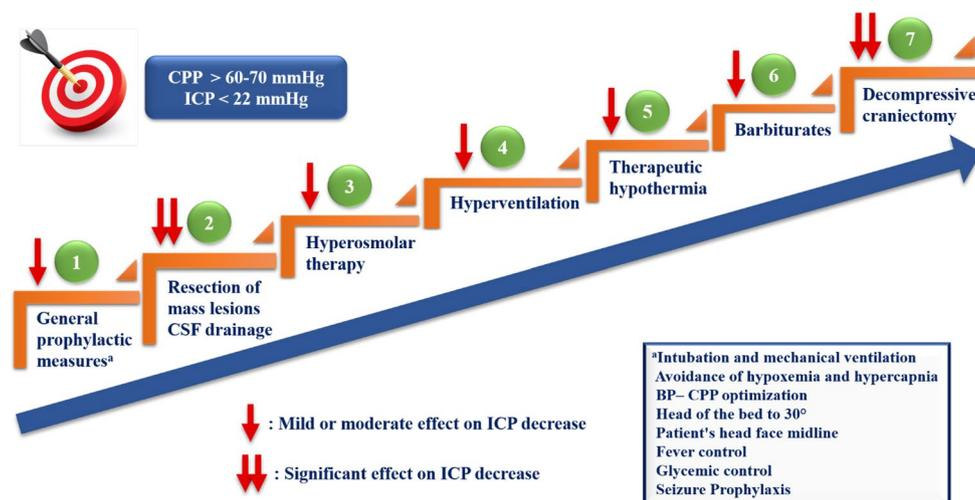 CPP > 60-70 mmHg
ICP < 22 mmHg
1
General
prophylactic
measuresᵃ
2
Resection of
mass lesions
CSF drainage
3
Hyperosmolar
therapy
4
Hyperventilation
5
Therapeutic
hypothermia
6
Barbiturates
7
Decompressive
craniectomy
: Mild or moderate effect on ICP decrease
: Significant effect on ICP decrease
ᵃIntubation and mechanical ventilation
Avoidance of hypoxemia and hypercapnia
BP– CPP optimization
Head of the bed to 30°
Patient's head face midline
Fever control
Glycemic control
Seizure Prophylaxis